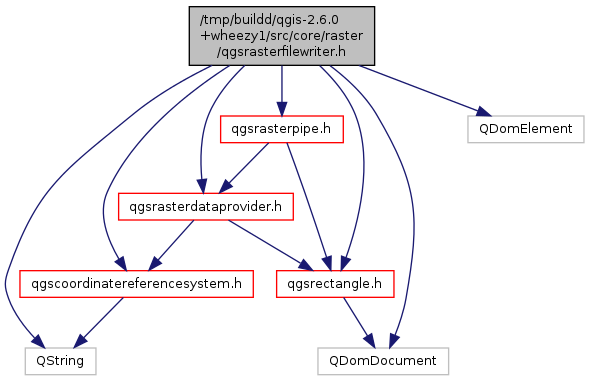 /tmp/buildd/qgis-2.6.0
+wheezy1/src/core/raster
/qgsrasterfilewriter.h
qgsrasterpipe.h
QDomElement
qgsrasterdataprovider.h
qgscoordinatereferencesystem.h
qgsrectangle.h
QString
QDomDocument